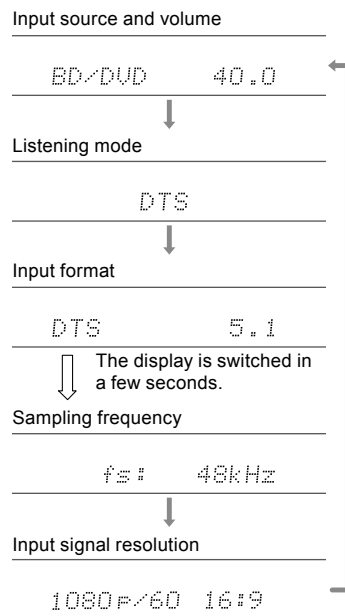 Input source and volume
BD/DVD 40.0
Listening mode
DTS
Input format
DTS 5.1
The display is switched in
a few seconds.
Sampling frequency
fs: 48kHz
Input signal resolution
1080p/60 16:9